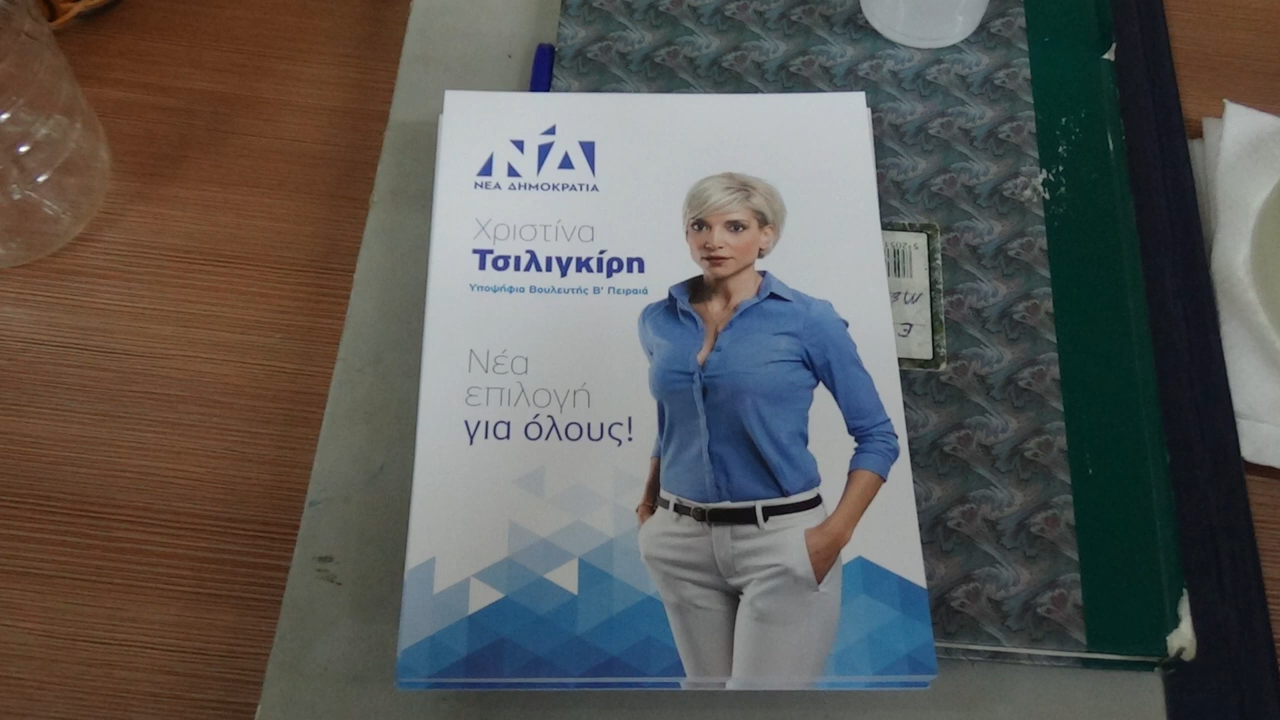 ΝΔ
ΝΕΑ ΔΗΜΟΚΡΑΤΙΑ
Χριστίνα
Τσιλιγκίρη
Υποψήφια Βουλευτής Β' Πειραιά
Νέα
επιλογή
για όλους!